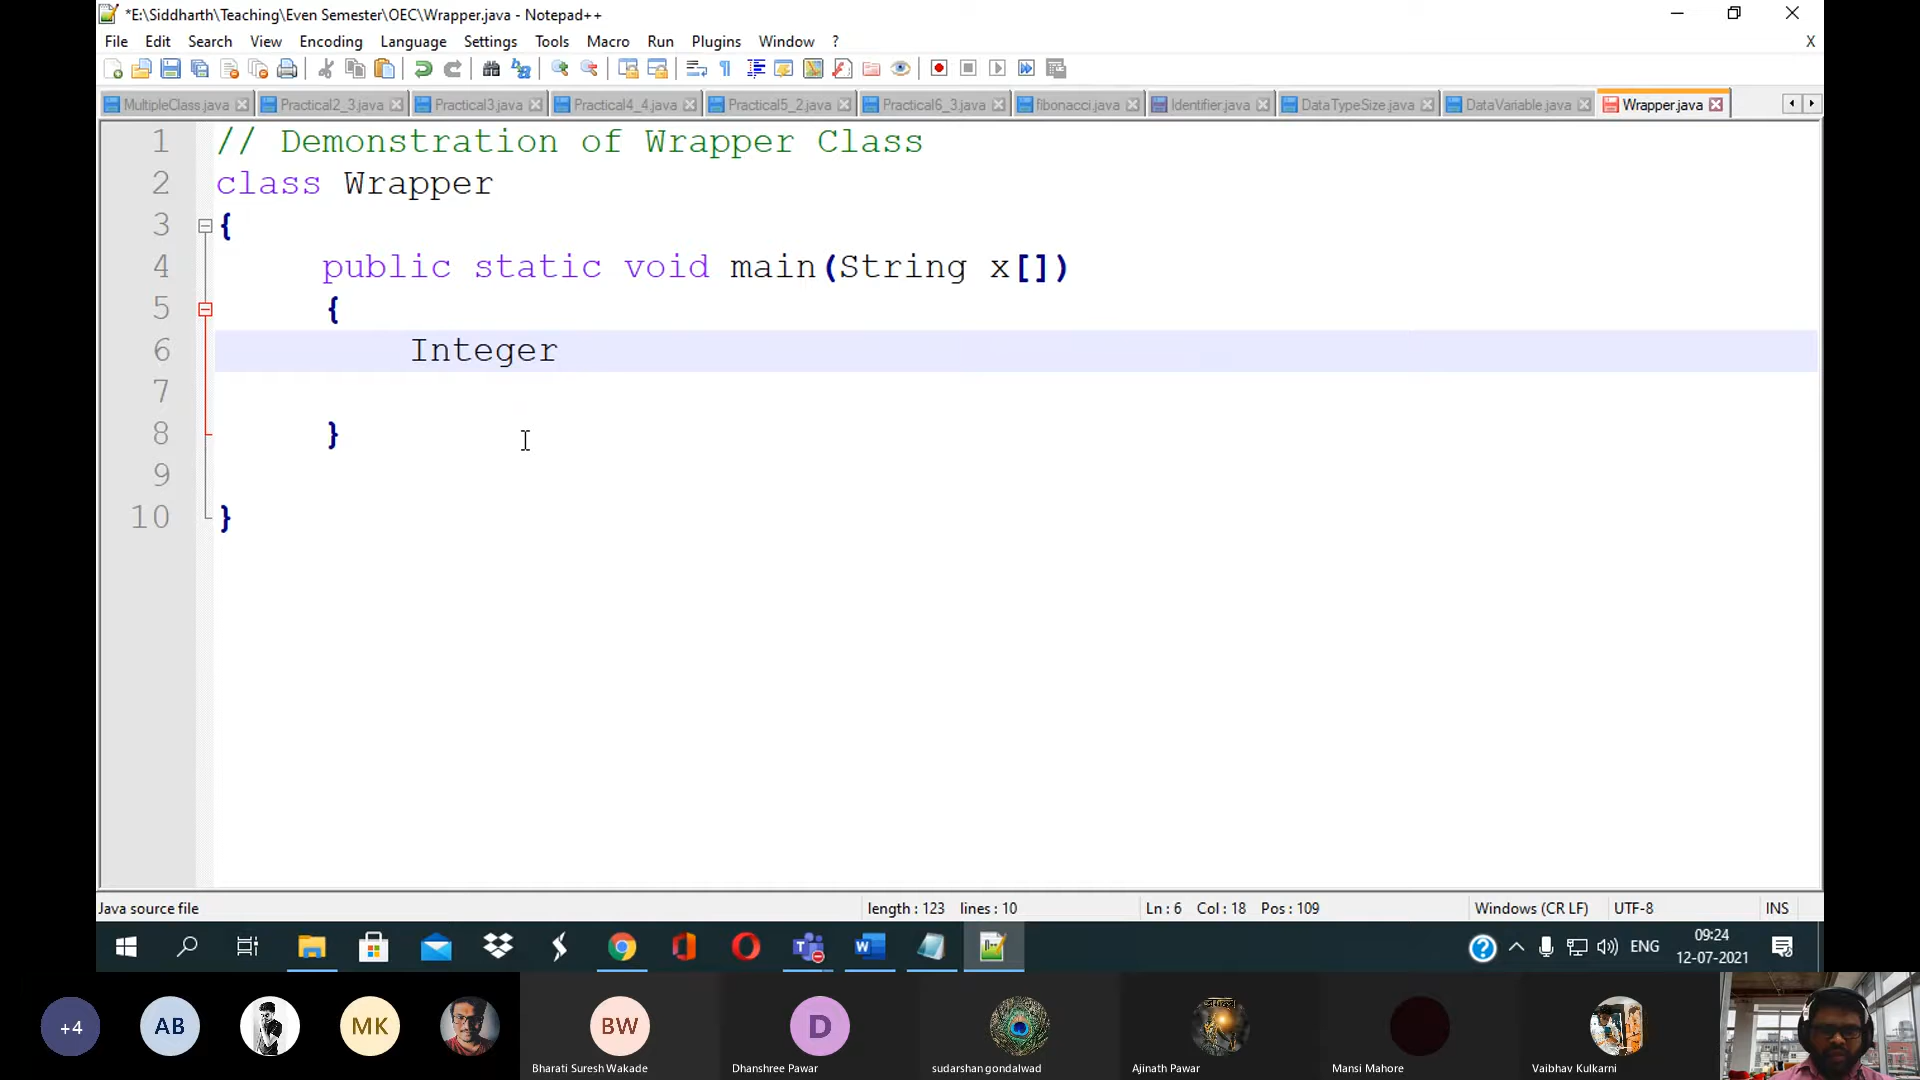 *E:\Siddharth\Teaching\Even Semester\OEC\Wrapper.java - Notepad++
File Edit Search View Encoding Language Settings Tools Macro Run Plugins Window ? X
MultipleClass.java Practical2_3.java Practical3.java Practical4_4.java Practical5_2.java Practical6_3.java fibonacci.java Identifier.java DataTypeSize.java DataVariable.java Wrapper.java
1 // Demonstration of Wrapper Class
2 class Wrapper
3 {
4 public static void main(String x[])
5 {
6 Integer
7
8 }
9
10 }
Java source file length : 123 lines : 10 Ln : 6 Col : 18 Pos : 109 Windows (CR LF) UTF-8 INS
ENG 09:24
12-07-2021
+4 AB MK BW D
Bharati Suresh Wakade Dhanshree Pawar sudarshan gondalwad Ajinath Pawar Mansi Mahore Vaibhav Kulkarni